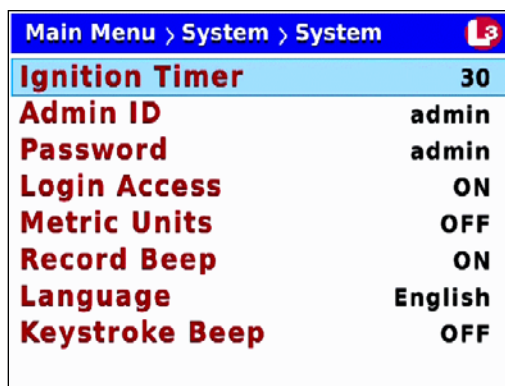 Main Menu > System > System L3
Ignition Timer 30
Admin ID admin
Password admin
Login Access ON
Metric Units OFF
Record Beep ON
Language English
Keystroke Beep OFF